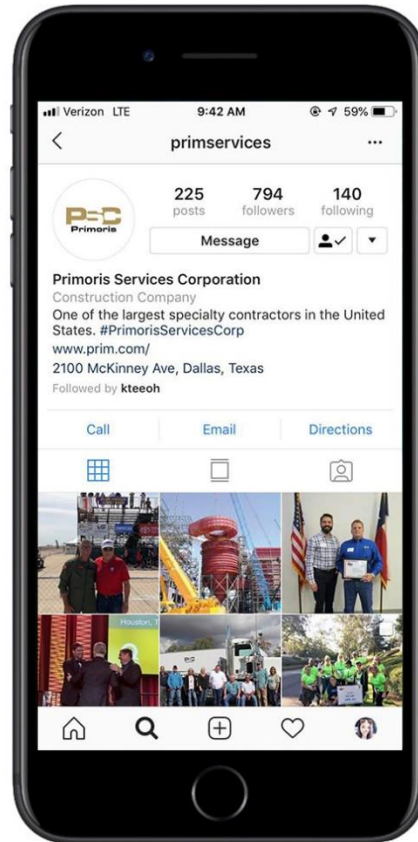 Verizon LTE 9:42 AM 59%
primservices
225 794 140
posts followers following
PSC
Primoris
Message
Primoris Services Corporation
Construction Company
One of the largest specialty contractors in the United
States. #PrimorisServicesCorp
www.prim.com/
2100 McKinney Ave, Dallas, Texas
Followed by kteeoh
Call Email Directions
Houston, T